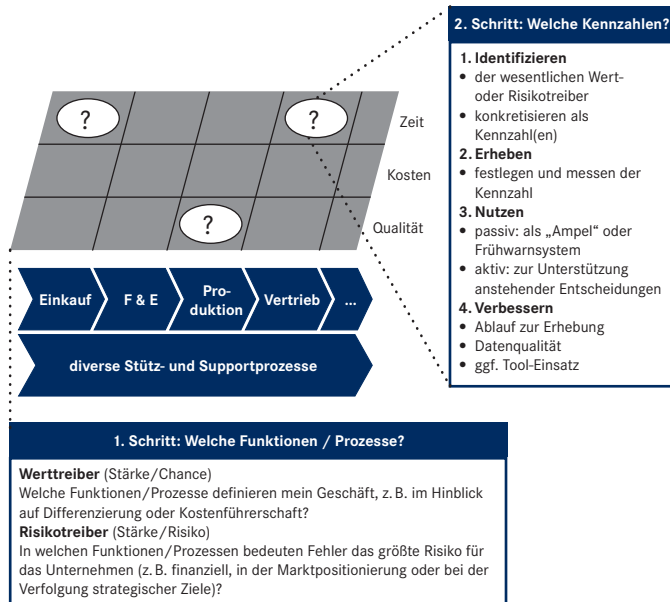 2. Schritt: Welche Kennzahlen?
1. Identifizieren
• der wesentlichen Wert-
oder Risikotreiber
• konkretisieren als
Kennzahl(en)
2. Erheben
• festlegen und messen der
Kennzahl
3. Nutzen
• passiv: als „Ampel“ oder
Frühwarnsystem
• aktiv: zur Unterstützung
anstehender Entscheidungen
4. Verbessern
• Ablauf zur Erhebung
• Datenqualität
• ggf. Tool-Einsatz
?
?
Zeit
Kosten
?
Qualität
Einkauf
F & E
Pro-
duktion
Vertrieb
...
diverse Stütz- und Supportprozesse
1. Schritt: Welche Funktionen / Prozesse?
Werttreiber (Stärke/Chance)
Welche Funktionen/Prozesse definieren mein Geschäft, z. B. im Hinblick
auf Differenzierung oder Kostenführerschaft?
Risikotreiber (Stärke/Risiko)
In welchen Funktionen/Prozessen bedeuten Fehler das größte Risiko für
das Unternehmen (z. B. finanziell, in der Marktpositionierung oder bei der
Verfolgung strategischer Ziele)?